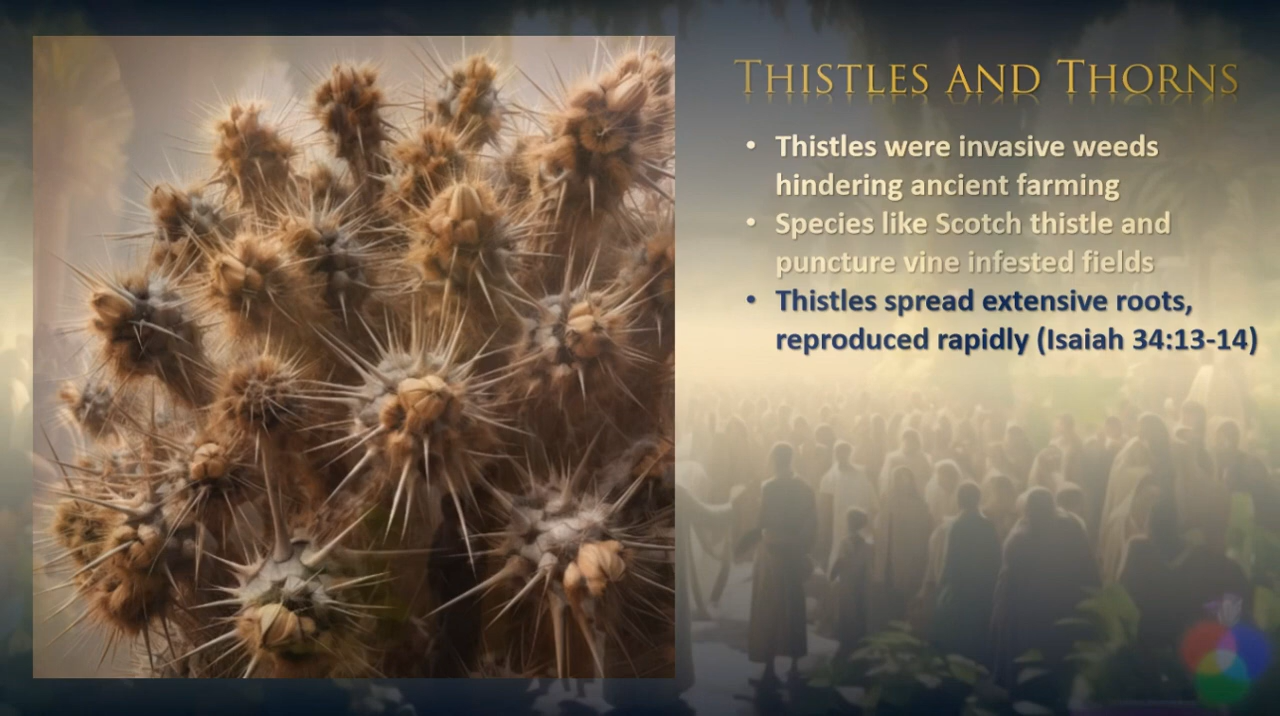 THISTLES AND THORNS
• Thistles were invasive weeds
hindering ancient farming
• Species like Scotch thistle and
puncture vine infested fields
• Thistles spread extensive roots,
reproduced rapidly (Isaiah 34:13-14)